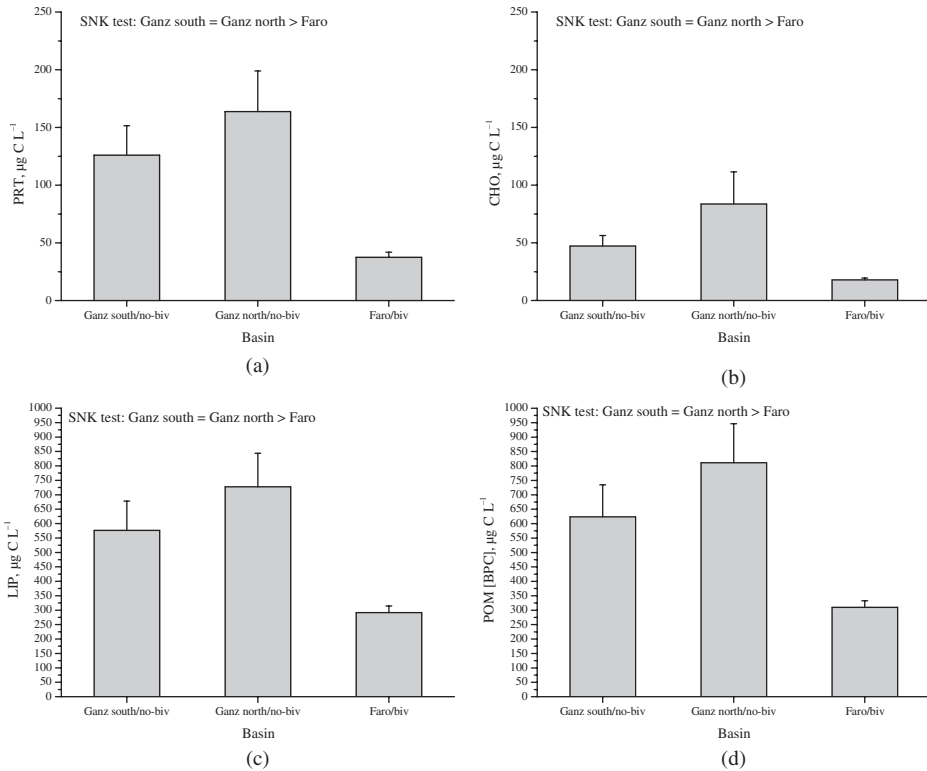 SNK test: Ganz south = Ganz north > Faro
250
200
150
100
50
0
PRT, µg C L⁻¹
Ganz south/no-biv Ganz north/no-biv Faro/biv
Basin
(a)
SNK test: Ganz south = Ganz north > Faro
250
200
150
100
50
0
CHO, µg C L⁻¹
Ganz south/no-biv Ganz north/no-biv Faro/biv
Basin
(b)
SNK test: Ganz south = Ganz north > Faro
1000
950
900
850
800
750
700
650
600
550
500
450
400
350
300
250
200
150
100
50
0
LIP, µg C L⁻¹
Ganz south/no-biv Ganz north/no-biv Faro/biv
Basin
(c)
SNK test: Ganz south = Ganz north > Faro
1000
950
900
850
800
750
700
650
600
550
500
450
400
350
300
250
200
150
100
50
0
POM [BPC], µg C L⁻¹
Ganz south/no-biv Ganz north/no-biv Faro/biv
Basin
(d)